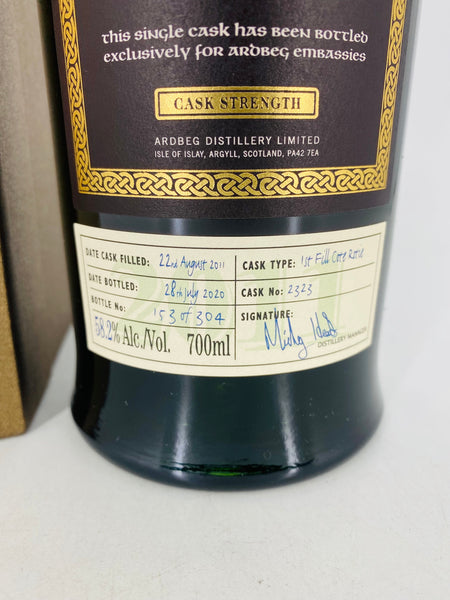 this single cask has been bottled
exclusively for ardbeg embassies
CASK STRENGTH
ARDBEG DISTILLERY LIMITED
ISLE OF ISLAY, ARGYLL, SCOTLAND, PA42 7EA
DATE CASK FILLED: 22nd August 2011
DATE BOTTLED: 28th July 2020
BOTTLE No: 153 of 304
58.2% Alc./Vol. 700ml
CASK TYPE: 1st Fill Cote Rotie
CASK No: 2323
SIGNATURE:
DISTILLERY MANAGER